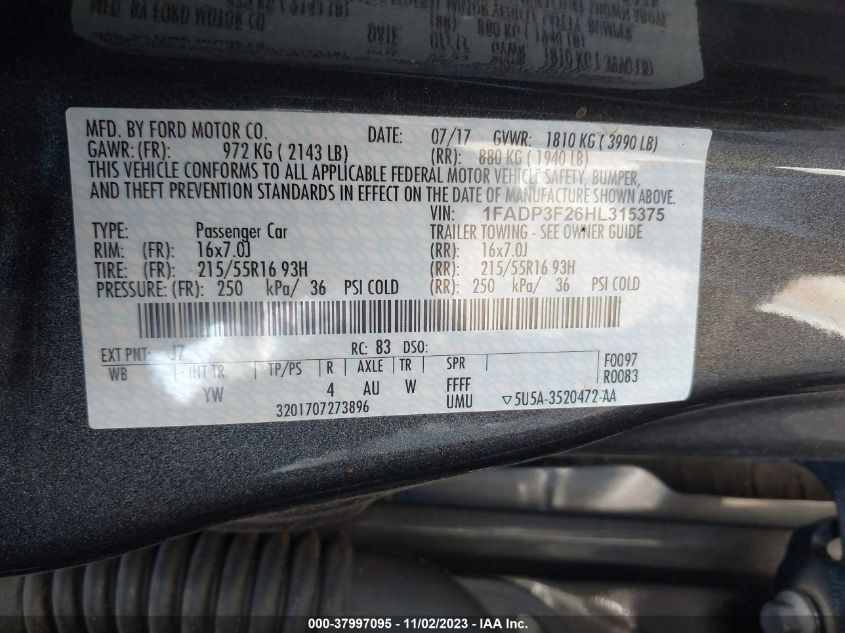 MFD. BY FORD MOTOR CO. DATE: 07/17 GVWR: 1810 KG ( 3990 LB)
GAWR: (FR): 972 KG ( 2143 LB) (RR): 880 KG ( 1940 LB)
THIS VEHICLE CONFORMS TO ALL APPLICABLE FEDERAL MOTOR VEHICLE SAFETY, BUMPER,
AND THEFT PREVENTION STANDARDS IN EFFECT ON THE DATE OF MANUFACTURE SHOWN ABOVE.
VIN: 1FADP3F26HL315375
TYPE: Passenger Car TRAILER TOWING - SEE OWNER GUIDE
RIM: (FR): 16x7.0J (RR): 16x7.0J
TIRE: (FR): 215/55R16 93H (RR): 215/55R16 93H
PRESSURE: (FR): 250 kPa/ 36 PSI COLD (RR): 250 kPa/ 36 PSI COLD
EXT PNT: J7 RC: 83 DSO: F0097
WB INT TR TP/PS R AXLE TR SPR R0083
YW 4 AU W FFFF
3201707273896 UMU ▽5U5A-3520472-AA
000-37997095 - 11/02/2023 - IAAI.com/US/